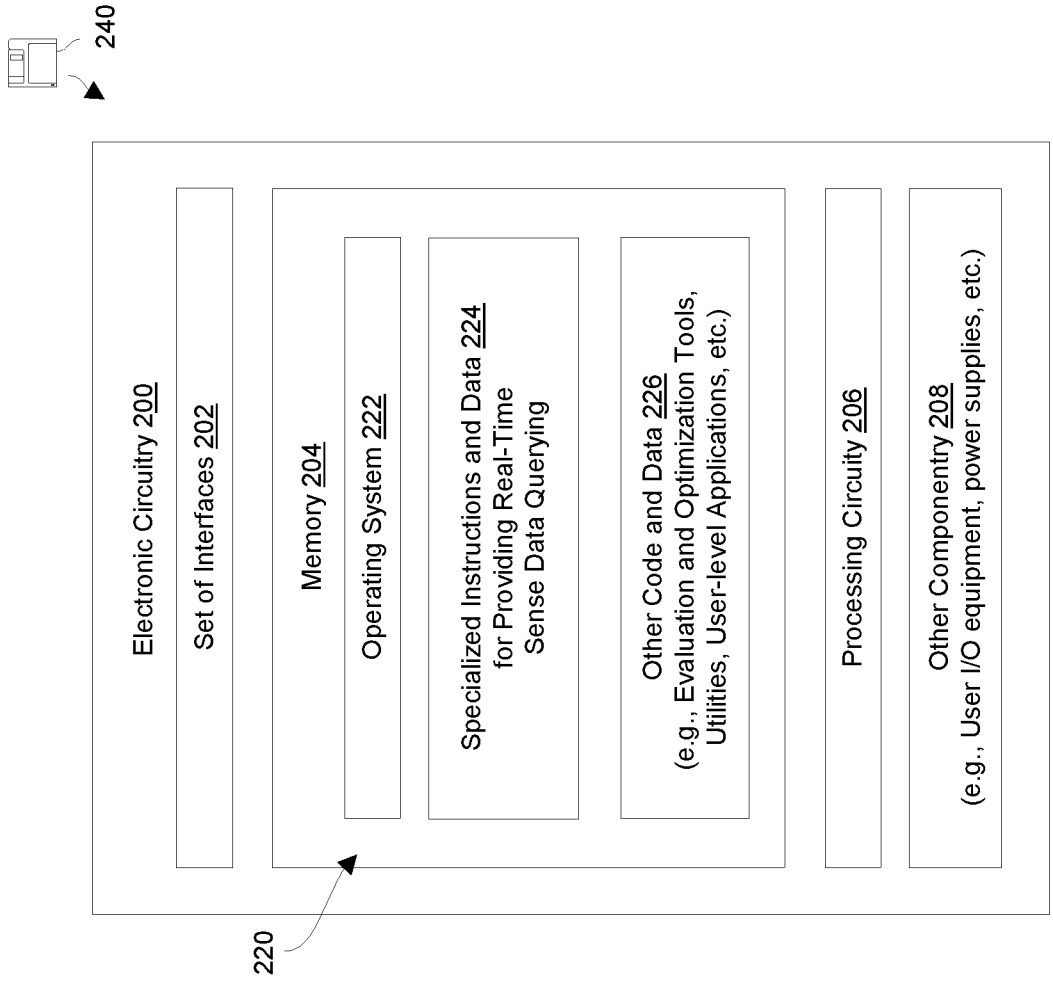 240
Electronic Circuitry 200
Set of Interfaces 202
Memory 204
Operating System 222
Specialized Instructions and Data 224
for Providing Real-Time
Sense Data Querying
Other Code and Data 226
(e.g., Evaluation and Optimization Tools,
Utilities, User-level Applications, etc.)
220
Processing Circuity 206
Other Componentry 208
(e.g., User I/O equipment, power supplies, etc.)